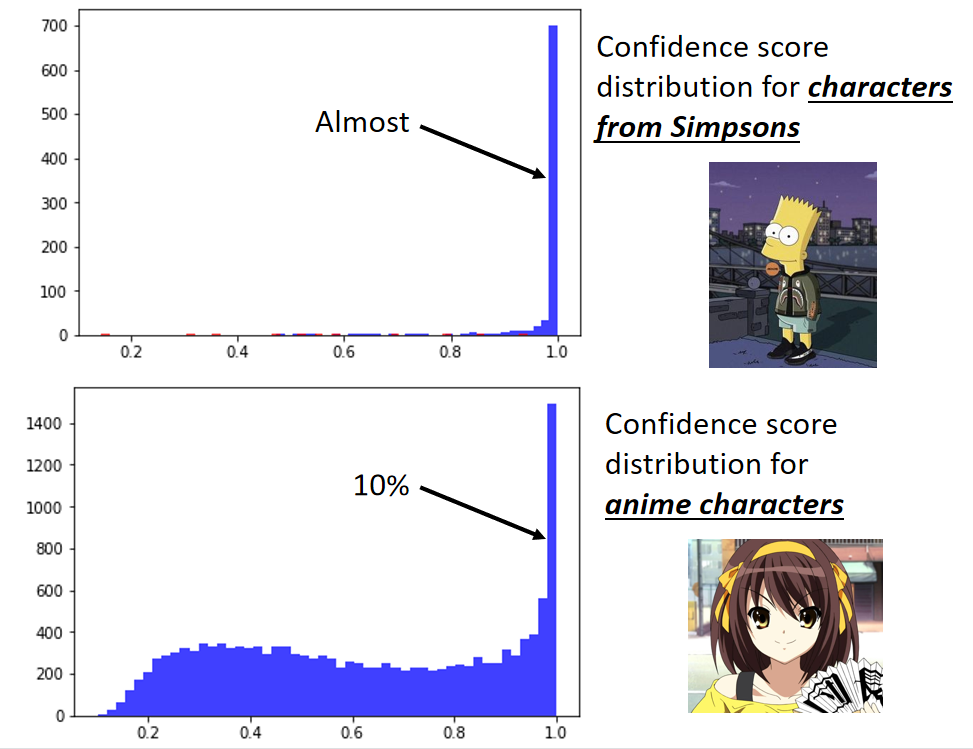 700
600
500
400
300
200
100
0
0.2 0.4 0.6 0.8 1.0
Almost
Confidence score
distribution for characters
from Simpsons
1400
1200
1000
800
600
400
200
0
0.2 0.4 0.6 0.8 1.0
10%
Confidence score
distribution for
anime characters